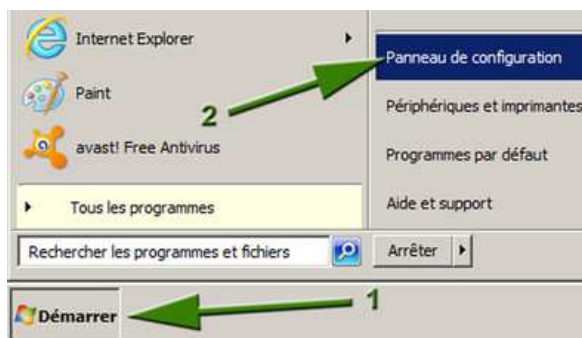 Internet Explorer
Paint
avast! Free Antivirus
Tous les programmes
Rechercher les programmes et fichiers
Panneau de configuration
Périphériques et imprimantes
Programmes par défaut
Aide et support
Arrêter
2
1
Démarrer